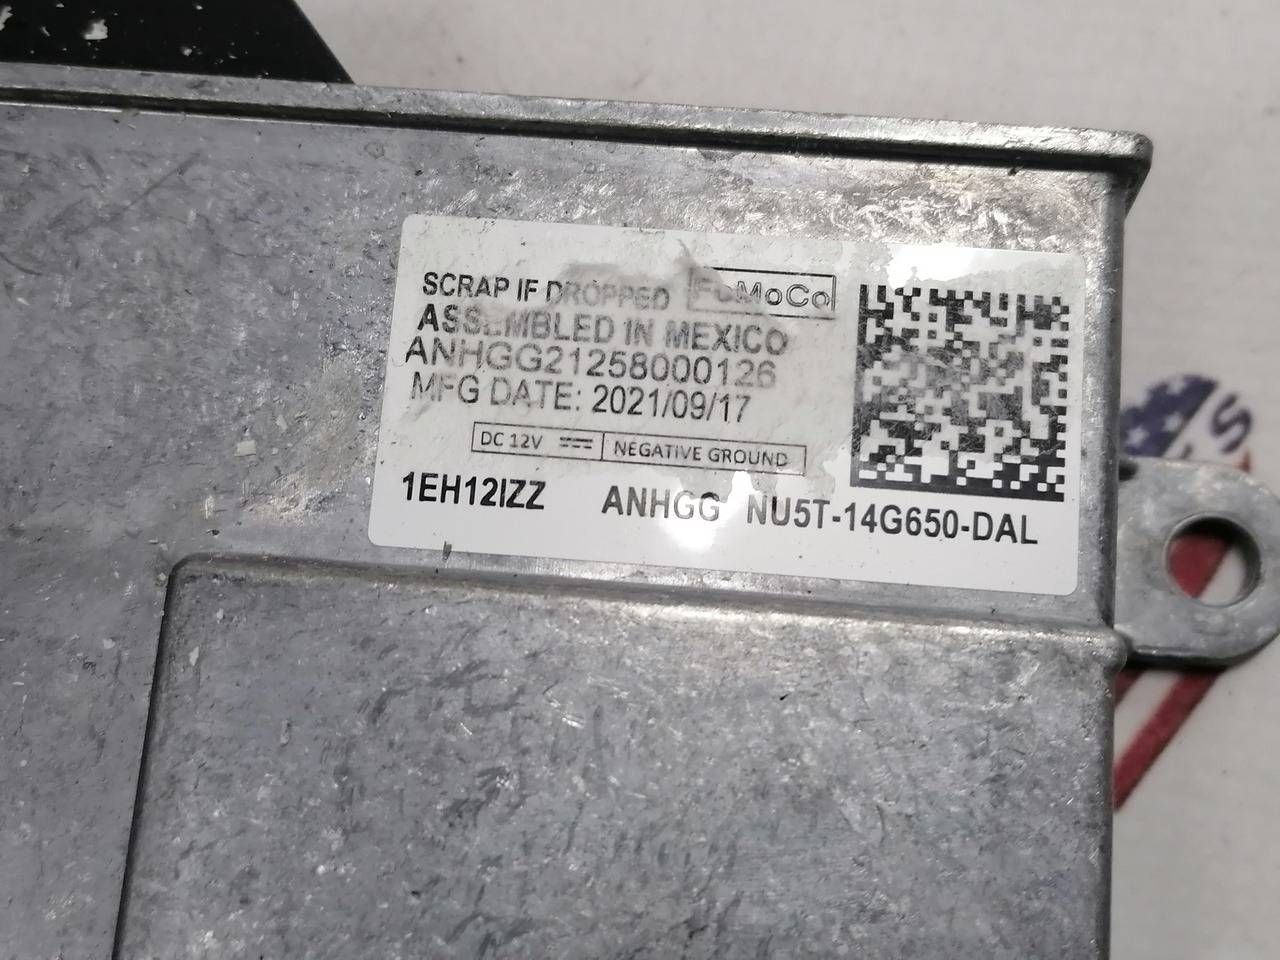 SCRAP IF DROPPED FoMoCo
ASSEMBLED IN MEXICO
ANHGG21258000126
MFG DATE: 2021/09/17
DC 12V NEGATIVE GROUND
1EH12IZZ ANHGG NU5T-14G650-DAL